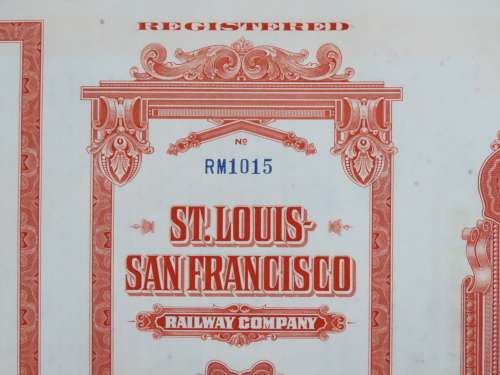 REGISTERED
Nº
RM1015
ST. LOUIS-
SAN FRANCISCO
RAILWAY COMPANY